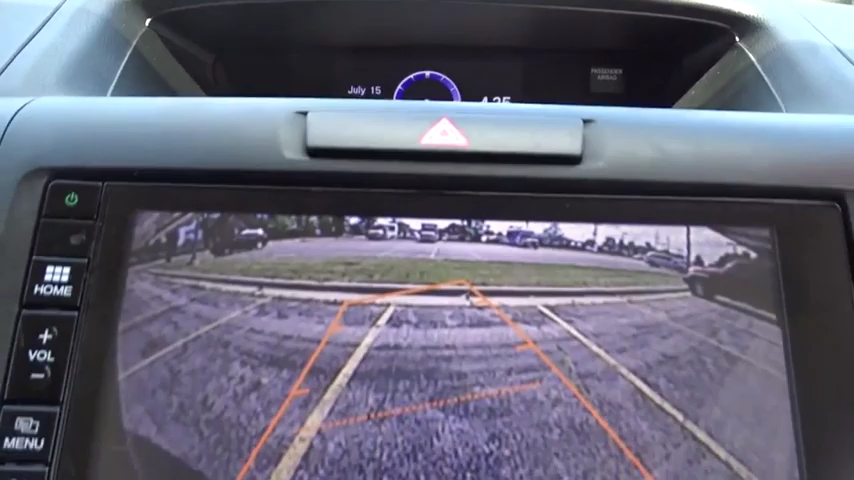 July 15
PASSENGER
AIRBAG
HOME
+
VOL
−
MENU